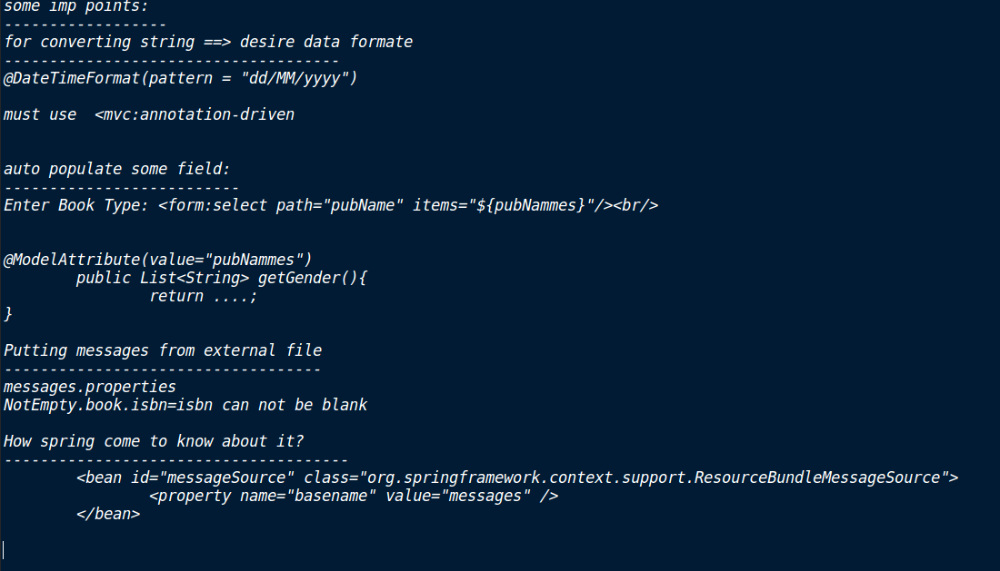 some imp points:
------------------
for converting string ==> desire data formate
-------------------------------------
@DateTimeFormat(pattern = "dd/MM/yyyy")
must use  <mvc:annotation-driven
auto populate some field:
--------------------------
Enter Book Type: <form:select path="pubName" items="${pubNammes}"/><br/>
@ModelAttribute(value="pubNammes")
        public List<String> getGender(){
                return ....;
}
Putting messages from external file
-----------------------------------
messages.properties
NotEmpty.book.isbn=isbn can not be blank
How spring come to know about it?
--------------------------------------
        <bean id="messageSource" class="org.springframework.context.support.ResourceBundleMessageSource">
                <property name="basename" value="messages" />
        </bean>